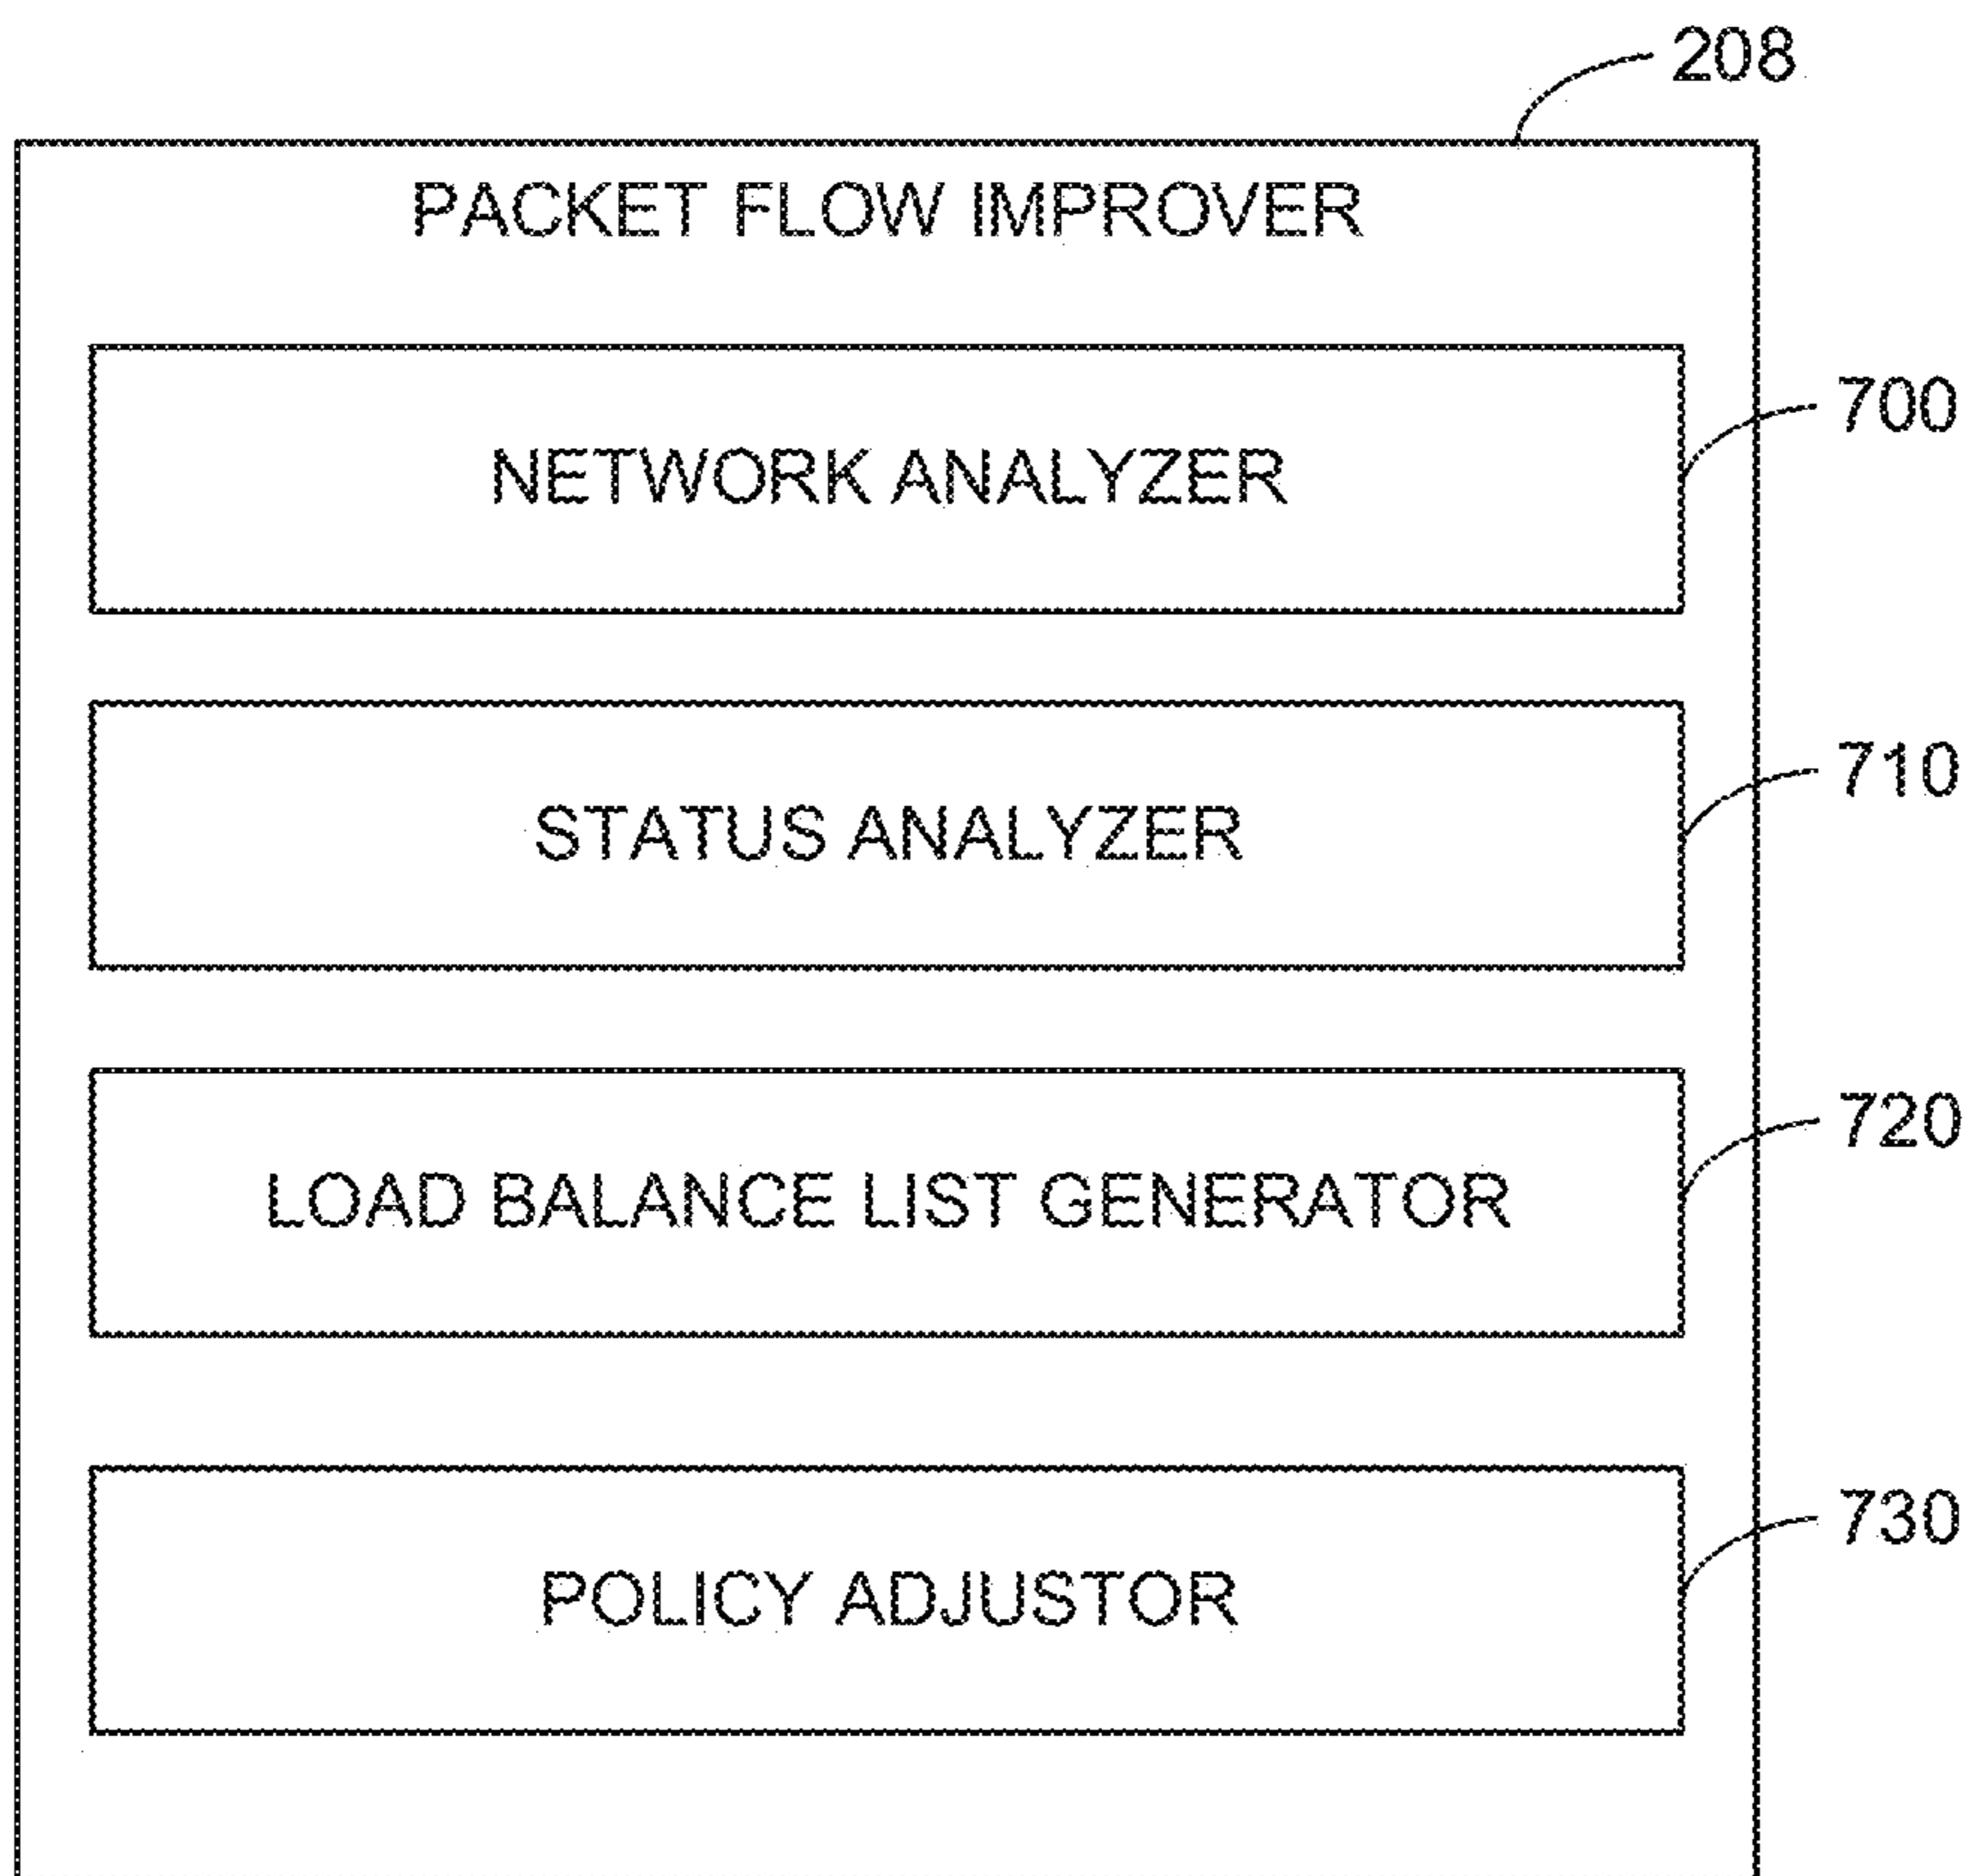 208
PACKET FLOW IMPROVER
NETWORK ANALYZER
700
STATUS ANALYZER
710
LOAD BALANCE LIST GENERATOR
720
POLICY ADJUSTOR
730